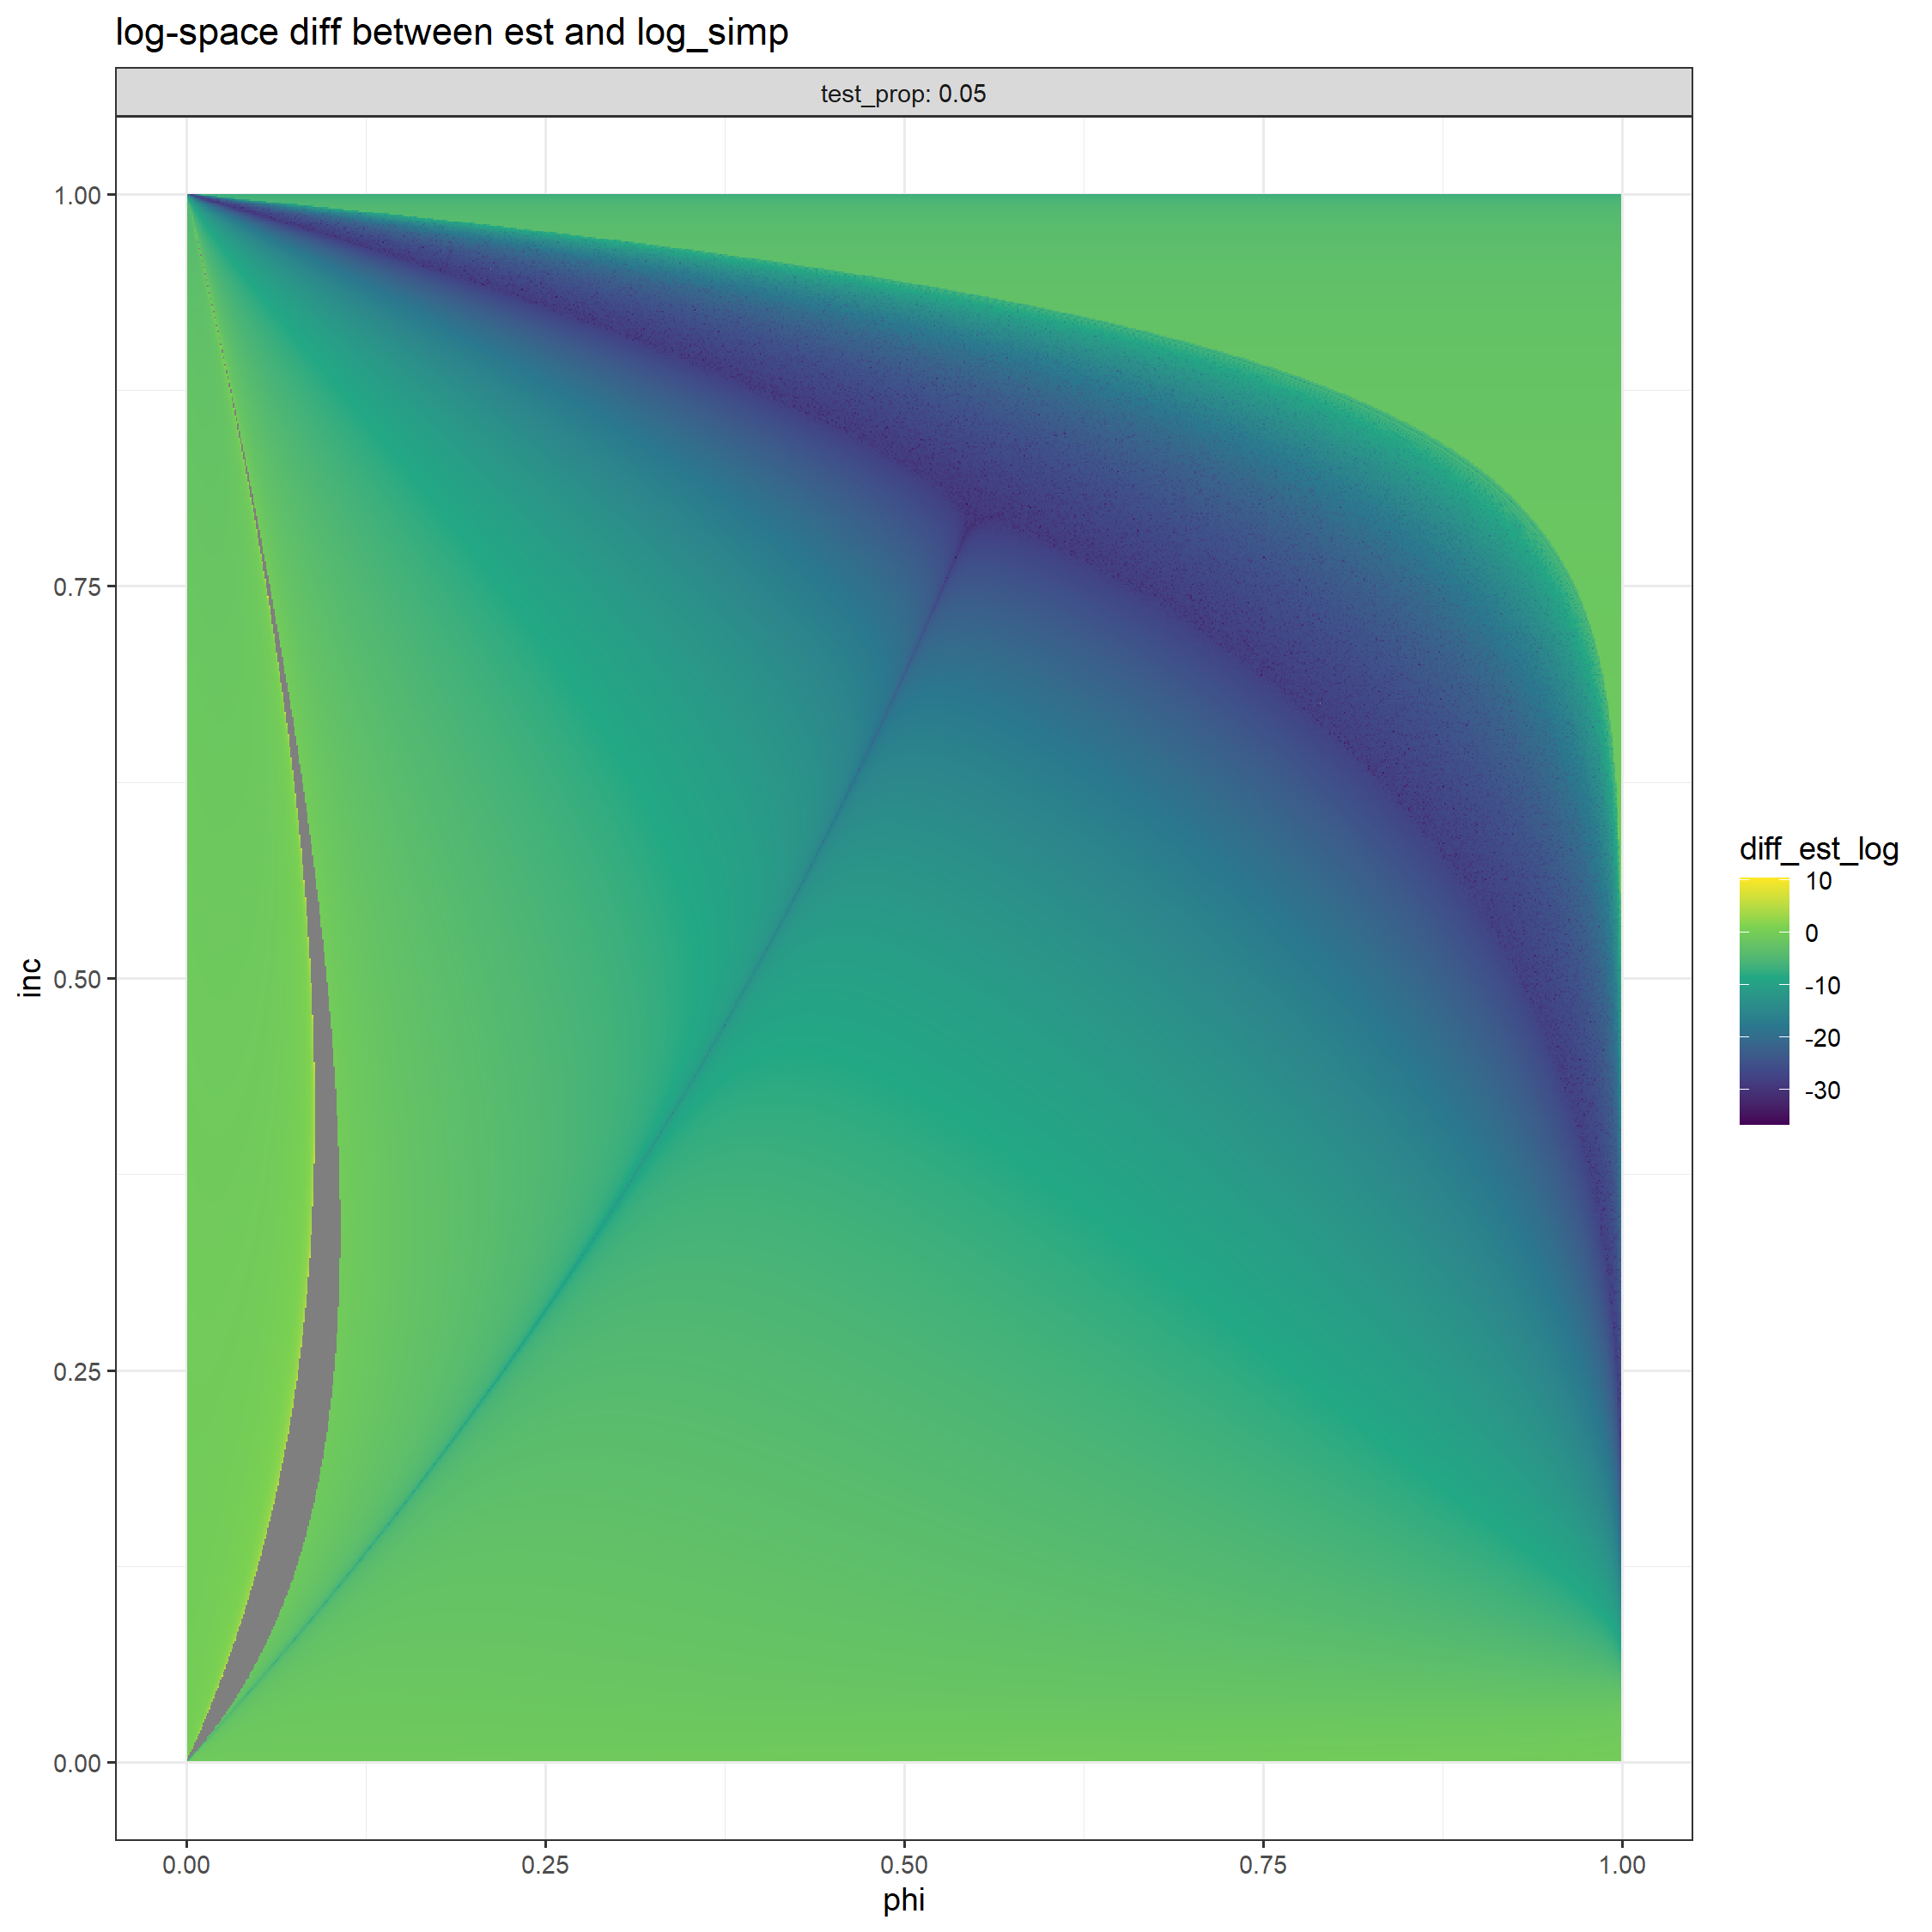 log-space diff between est and log_simp
test_prop: 0.05
1.00
0.75
0.50
0.25
0.00
inc
0.00 0.25 0.50 0.75 1.00
phi
diff_est_log
10
0
-10
-20
-30